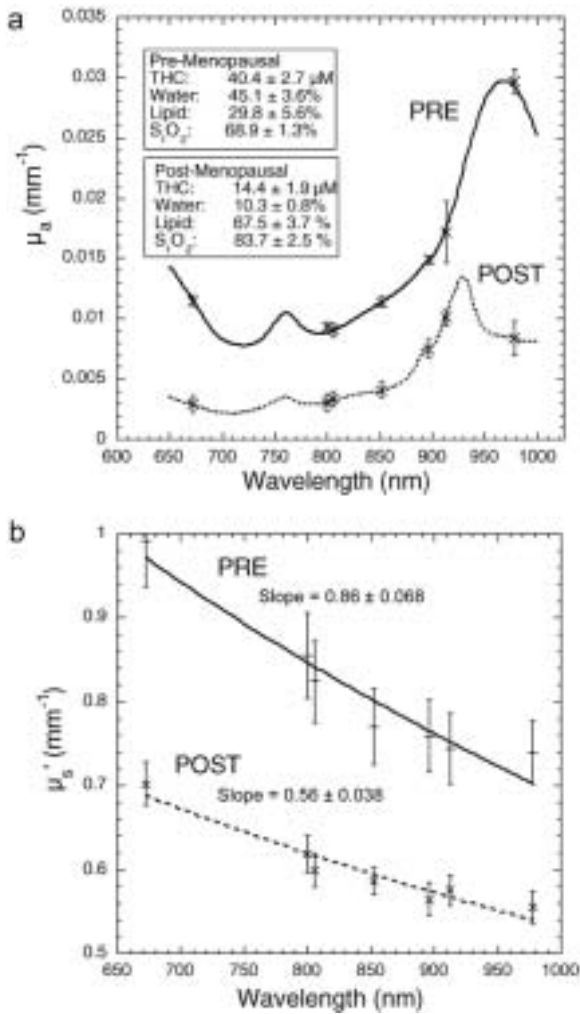 a
0.035
0.03
0.025
0.02
0.015
0.01
0.005
0
μa (mm-1)
Pre-Menopausal
THC: 40.4 ± 2.7 μM
Water: 45.1 ± 3.6%
Lipid: 29.8 ± 5.6%
StO2: 68.9 ± 1.3%
Post-Menopausal
THC: 14.4 ± 1.9 μM
Water: 10.3 ± 0.8%
Lipid: 67.5 ± 3.7 %
StO2: 83.7 ± 2.5 %
PRE
POST
600 650 700 750 800 850 900 950 1000
Wavelength (nm)
b
1
0.9
0.8
0.7
0.6
0.5
μs' (mm-1)
PRE
Slope = 0.86 ± 0.068
POST
Slope = 0.56 ± 0.038
650 700 750 800 850 900 950 1000
Wavelength (nm)